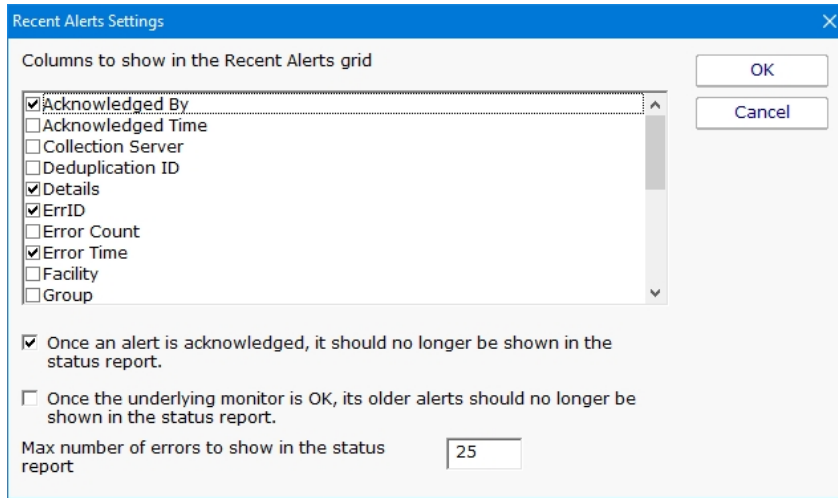 Recent Alerts Settings
Columns to show in the Recent Alerts grid
OK
Cancel
Acknowledged By
Acknowledged Time
Collection Server
Deduplication ID
Details
ErrID
Error Count
Error Time
Facility
Group
Once an alert is acknowledged, it should no longer be shown in the
status report.
Once the underlying monitor is OK, its older alerts should no longer be
shown in the status report.
Max number of errors to show in the status
report
25